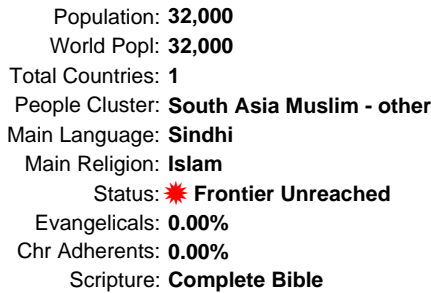 Population: 32,000
World Popl: 32,000
Total Countries: 1
People Cluster: South Asia Muslim - other
Main Language: Sindhi
Main Religion: Islam
Status: Frontier Unreached
Evangelicals: 0.00%
Chr Adherents: 0.00%
Scripture: Complete Bible